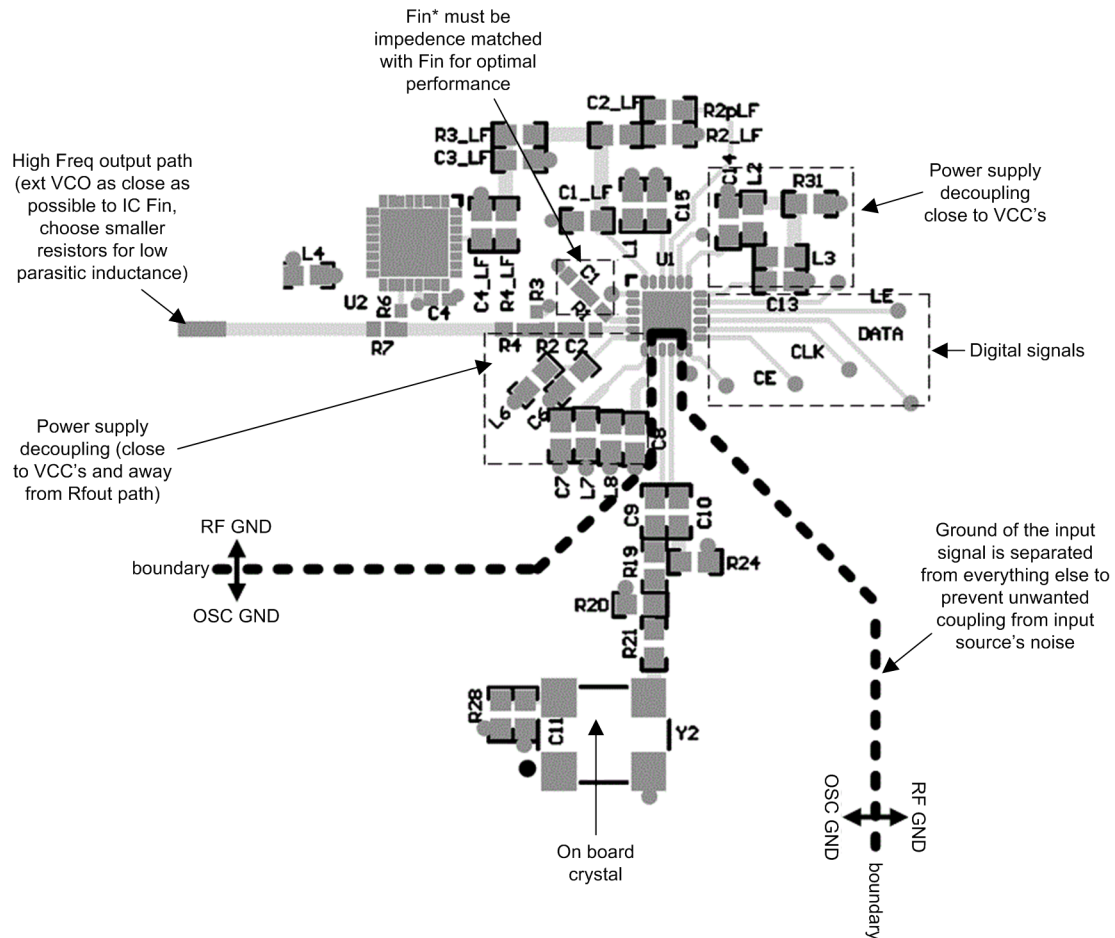 Fin* must be
impedence matched
with Fin for optimal
performance
High Freq output path
(ext VCO as close as
possible to IC Fin,
choose smaller
resistors for low
parasitic inductance)
Power supply
decoupling
close to VCC's
Digital signals
Power supply
decoupling (close
to VCC's and away
from Rfout path)
C2_LF
R2pLF
R3_LF
R2_LF
C3_LF
C14
L2
R31
C1_LF
C15
L1
U1
L3
L4
C4_LF
R4_LF
C1
R1
C13
LE
U2
R6
C4
R3
DATA
R7
R4
R2
C2
CLK
CE
L6
C6
C8
C7
L7
L8
C9
C10
RF GND
boundary
OSC GND
R19
R24
R20
R21
Ground of the input
signal is separated
from everything else to
prevent unwanted
coupling from input
source's noise
R28
C11
Y2
On board
crystal
OSC GND
RF GND
boundary